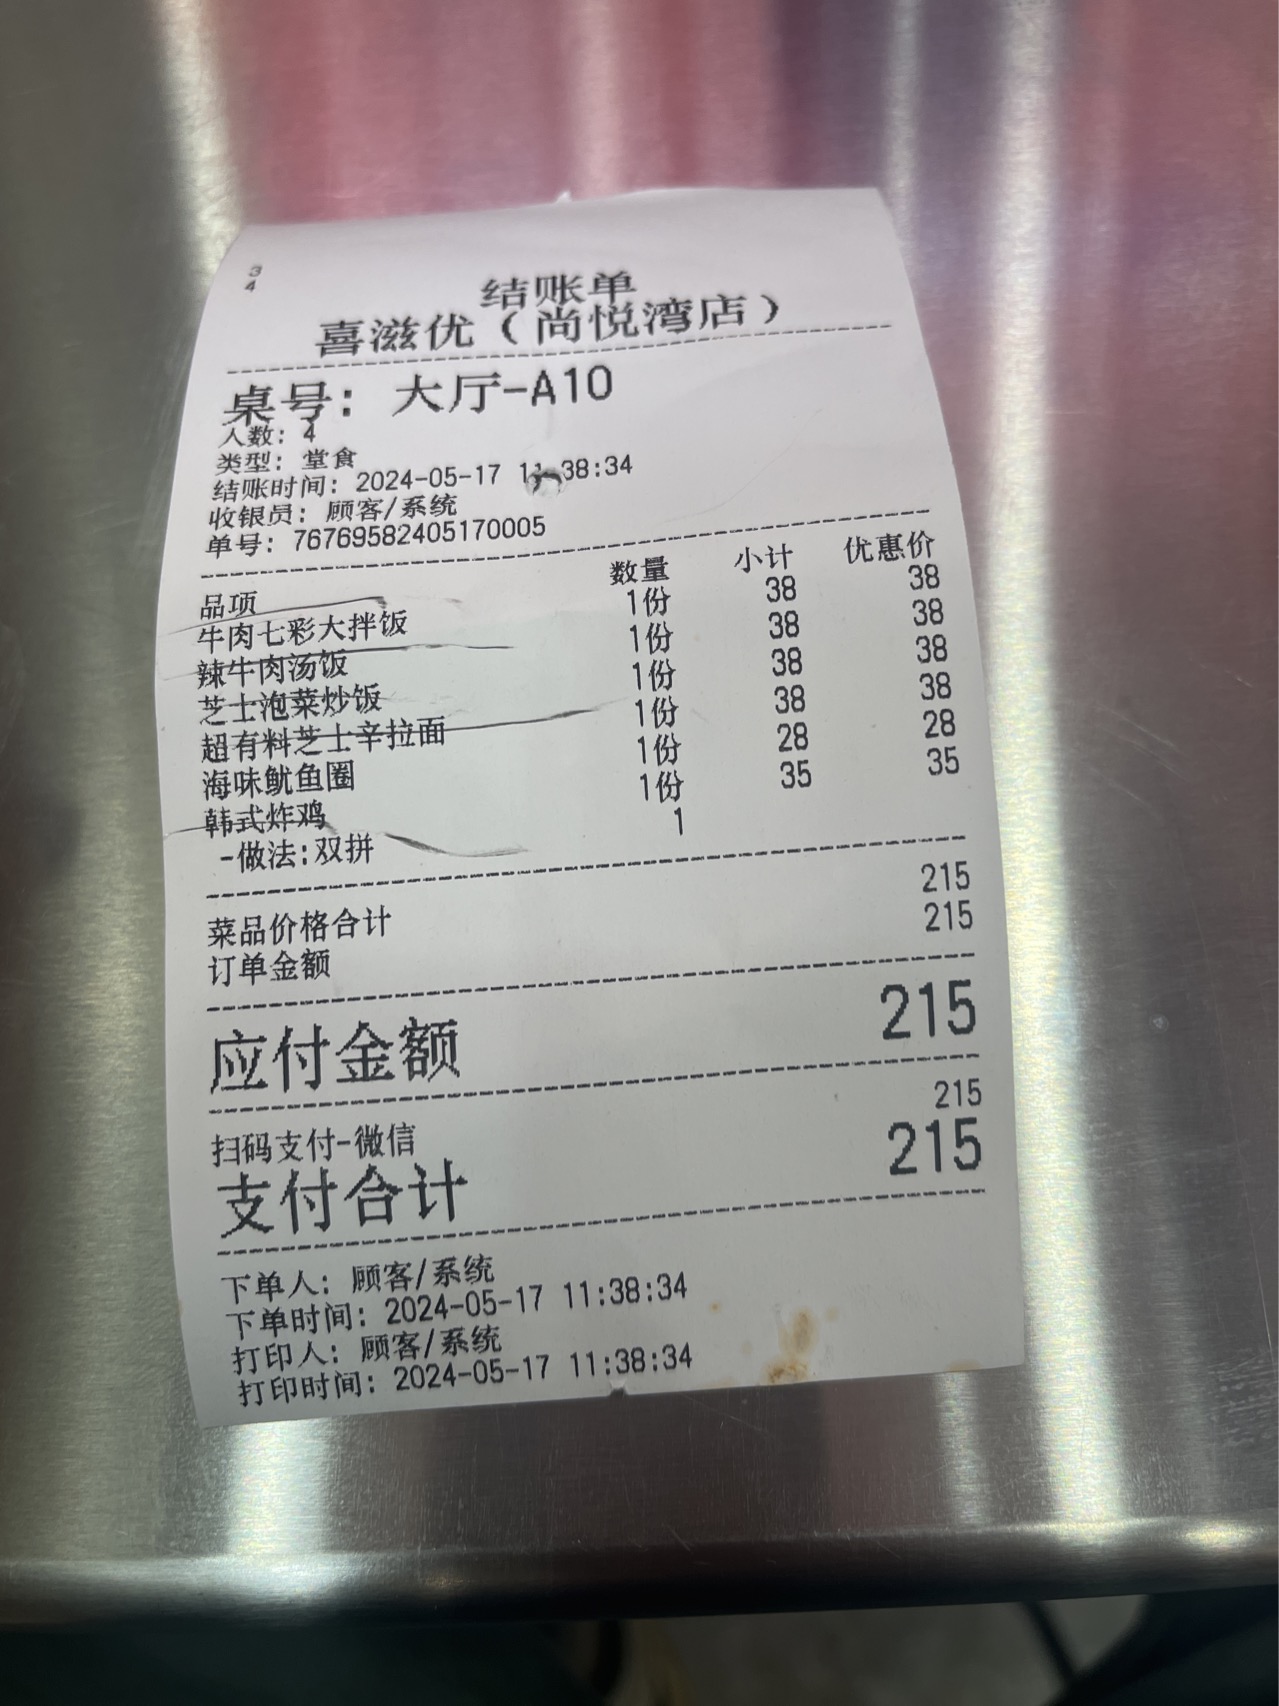 3
4
结账单
喜滋优（尚悦湾店）
桌号: 大厅-A10
人数: 4
类型: 堂食
结账时间: 2024-05-17 11:38:34
收银员: 顾客/系统
单号: 76769582405170005
品项 数量 小计 优惠价
牛肉七彩大拌饭 1份 38 38
辣牛肉汤饭 1份 38 38
芝士泡菜炒饭 1份 38 38
超有料芝士辛拉面 1份 38 38
海味鱿鱼圈 1份 28 28
韩式炸鸡 1份 35 35
-做法:双拼 1
菜品价格合计 215
订单金额 215
应付金额 215
扫码支付-微信 215
支付合计 215
下单人: 顾客/系统
下单时间: 2024-05-17 11:38:34
打印人: 顾客/系统
打印时间: 2024-05-17 11:38:34